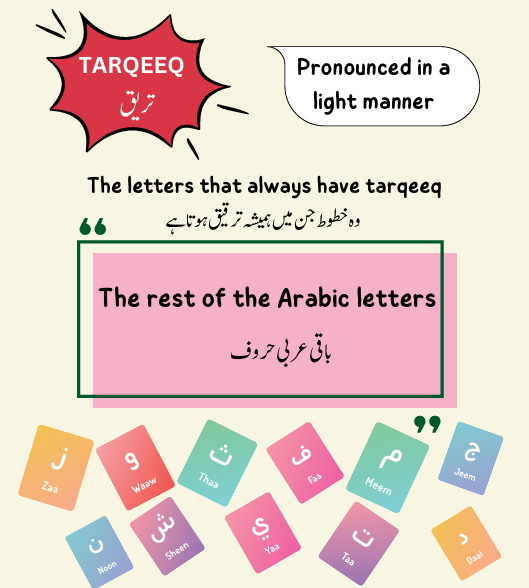 TARQEEQ
تریق
Pronounced in a
light manner
The letters that always have tarqeeq
وہ خطوط جن میں ہمیشہ ترقیق ہوتا ہے
The rest of the Arabic letters
باقی عربی حروف
ز
Zaa
و
Waaw
ث
Thaa
ف
Faa
م
Meem
ج
Jeem
ن
Noon
ش
Sheen
ي
Yaa
ت
Taa
د
Daal